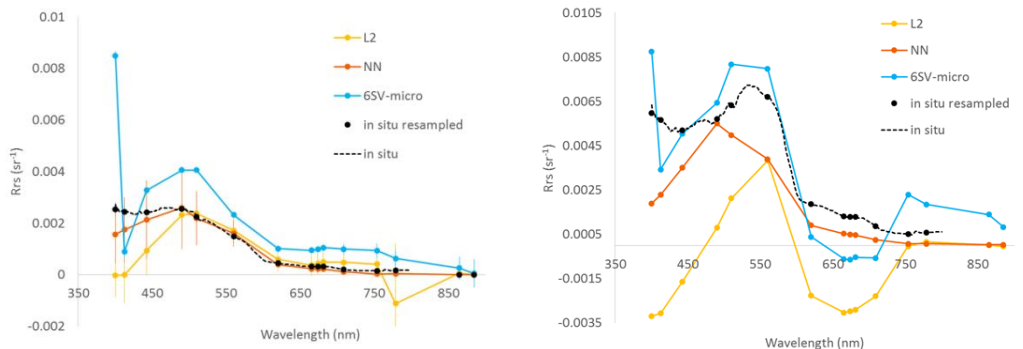 0.01
0.008
0.006
0.004
0.002
0
-0.002
350
450
550
650
750
850
Rrs (sr⁻¹)
Wavelength (nm)
L2
NN
6SV-micro
in situ resampled
in situ
0.0105
0.0085
0.0065
0.0045
0.0025
0.0005
-0.0015
-0.0035
350
450
550
650
750
850
Rrs (sr⁻¹)
Wavelength (nm)
L2
NN
6SV-micro
in situ resampled
in situ